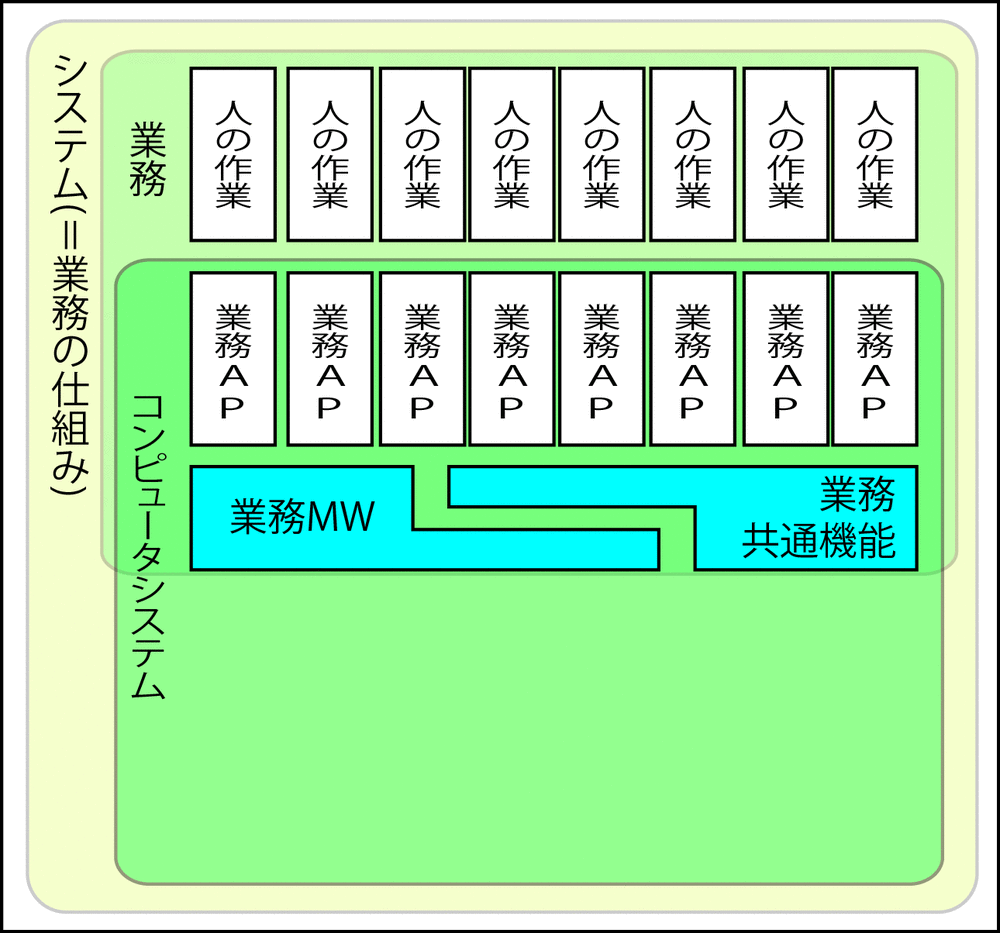 システム(＝業務の仕組み)
業務
人の作業
人の作業
人の作業
人の作業
人の作業
人の作業
人の作業
人の作業
コンピュータシステム
業務AP
業務AP
業務AP
業務AP
業務AP
業務AP
業務AP
業務AP
業務MW
業務
共通機能